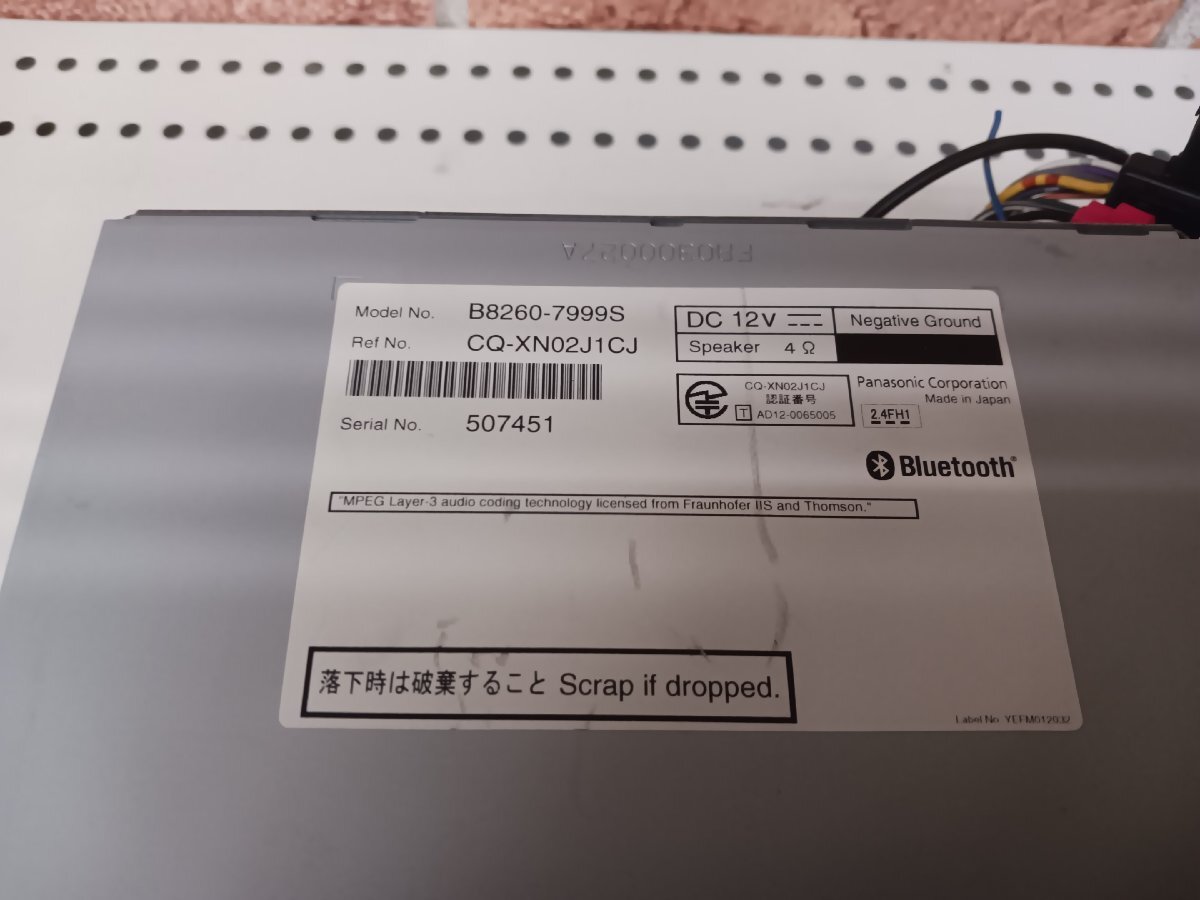 FA0300027A
Model No. B8260-7999S
Ref No. CQ-XN02J1CJ
Serial No. 507451
DC 12V Negative Ground
Speaker 4 Ω
CQ-XN02J1CJ
認証番号
T AD12-0065005
Panasonic Corporation
Made in Japan
2.4FH1
Bluetooth®
"MPEG Layer-3 audio coding technology licensed from Fraunhofer IIS and Thomson."
落下時は破棄すること Scrap if dropped.
Label No. YEFM012932